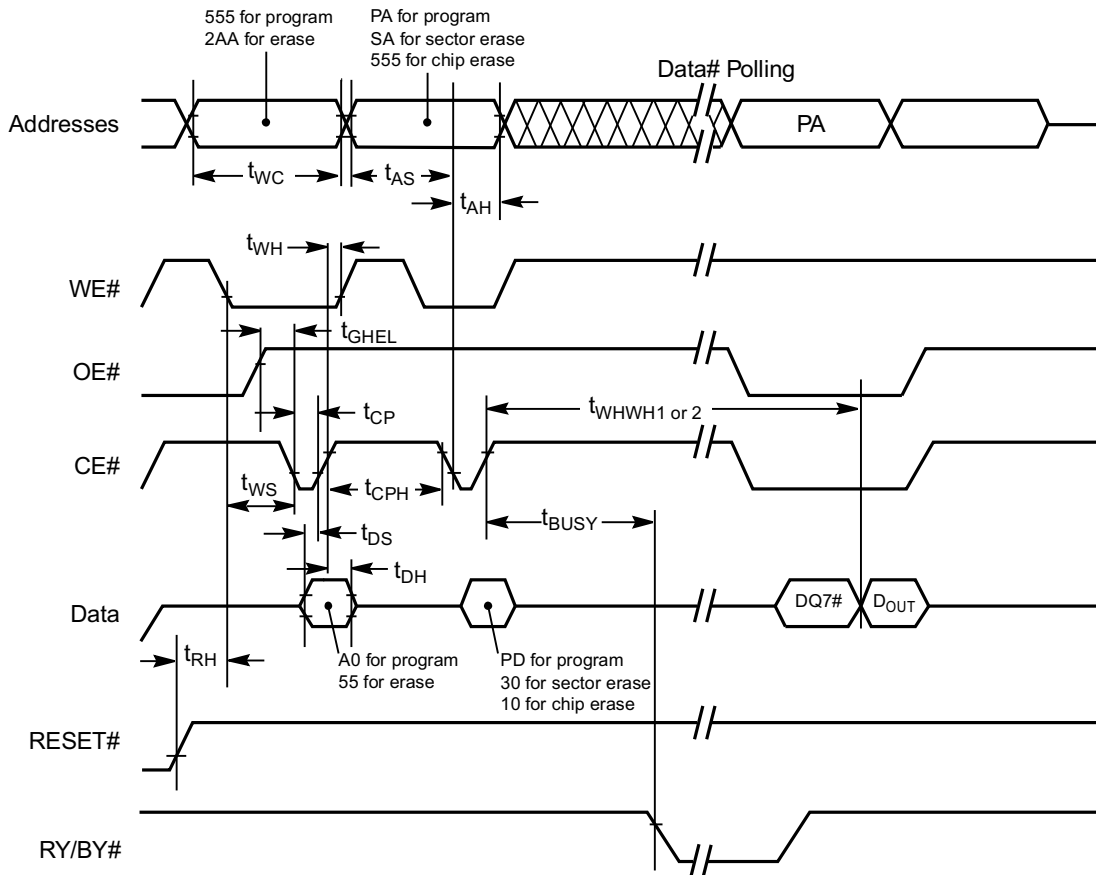 555 for program
2AA for erase
PA for program
SA for sector erase
555 for chip erase
Data# Polling
Addresses
PA
tWC
tAS
tAH
tWH
WE#
tGHEL
OE#
tWHWH1 or 2
tCP
CE#
tWS
tCPH
tBUSY
tDS
tDH
Data
DQ7#
DOUT
tRH
A0 for program
55 for erase
PD for program
30 for sector erase
10 for chip erase
RESET#
RY/BY#